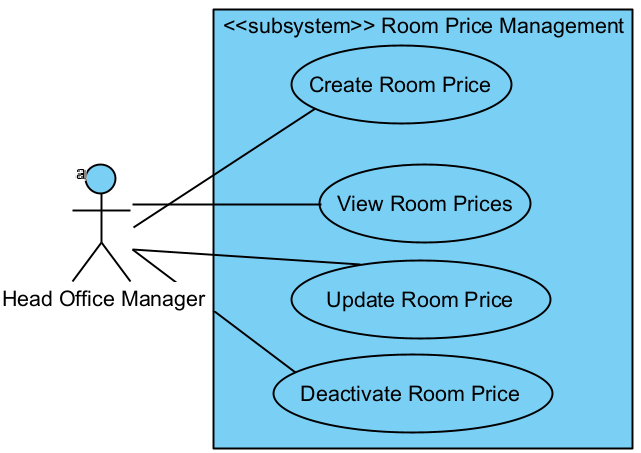 <<subsystem>> Room Price Management
Create Room Price
a
View Room Prices
Head Office Manager
Update Room Price
Deactivate Room Price